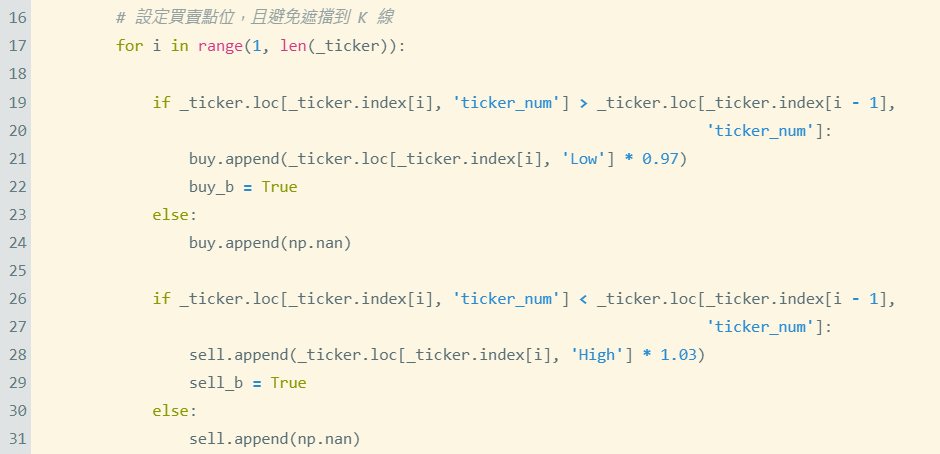 16 # 設定買賣點位，且避免遮擋到 K 線
17 for i in range(1, len(_ticker)):
18
19 if _ticker.loc[_ticker.index[i], 'ticker_num'] > _ticker.loc[_ticker.index[i - 1],
20 'ticker_num']:
21 buy.append(_ticker.loc[_ticker.index[i], 'Low'] * 0.97)
22 buy_b = True
23 else:
24 buy.append(np.nan)
25
26 if _ticker.loc[_ticker.index[i], 'ticker_num'] < _ticker.loc[_ticker.index[i - 1],
27 'ticker_num']:
28 sell.append(_ticker.loc[_ticker.index[i], 'High'] * 1.03)
29 sell_b = True
30 else:
31 sell.append(np.nan)